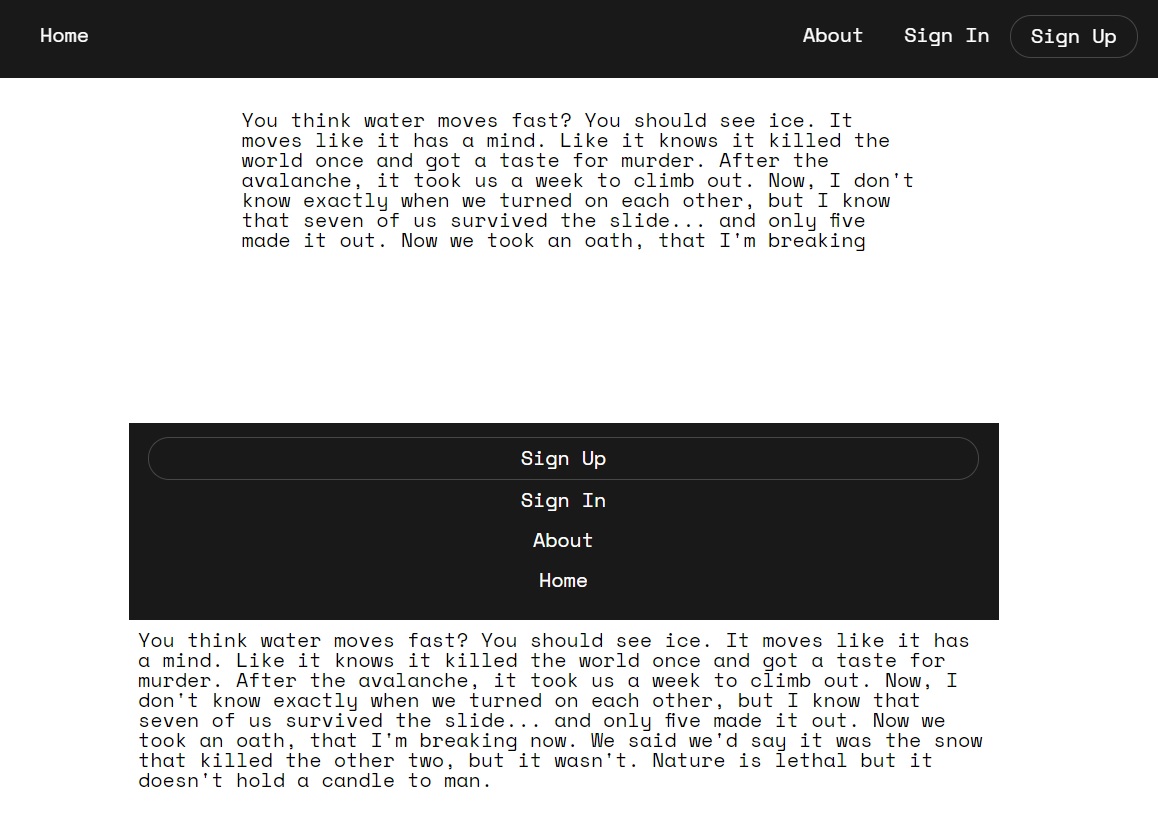 Home About Sign In Sign Up
You think water moves fast? You should see ice. It
moves like it has a mind. Like it knows it killed the
world once and got a taste for murder. After the
avalanche, it took us a week to climb out. Now, I don't
know exactly when we turned on each other, but I know
that seven of us survived the slide... and only five
made it out. Now we took an oath, that I'm breaking
Sign Up
Sign In
About
Home
You think water moves fast? You should see ice. It moves like it has
a mind. Like it knows it killed the world once and got a taste for
murder. After the avalanche, it took us a week to climb out. Now, I
don't know exactly when we turned on each other, but I know that
seven of us survived the slide... and only five made it out. Now we
took an oath, that I'm breaking now. We said we'd say it was the snow
that killed the other two, but it wasn't. Nature is lethal but it
doesn't hold a candle to man.